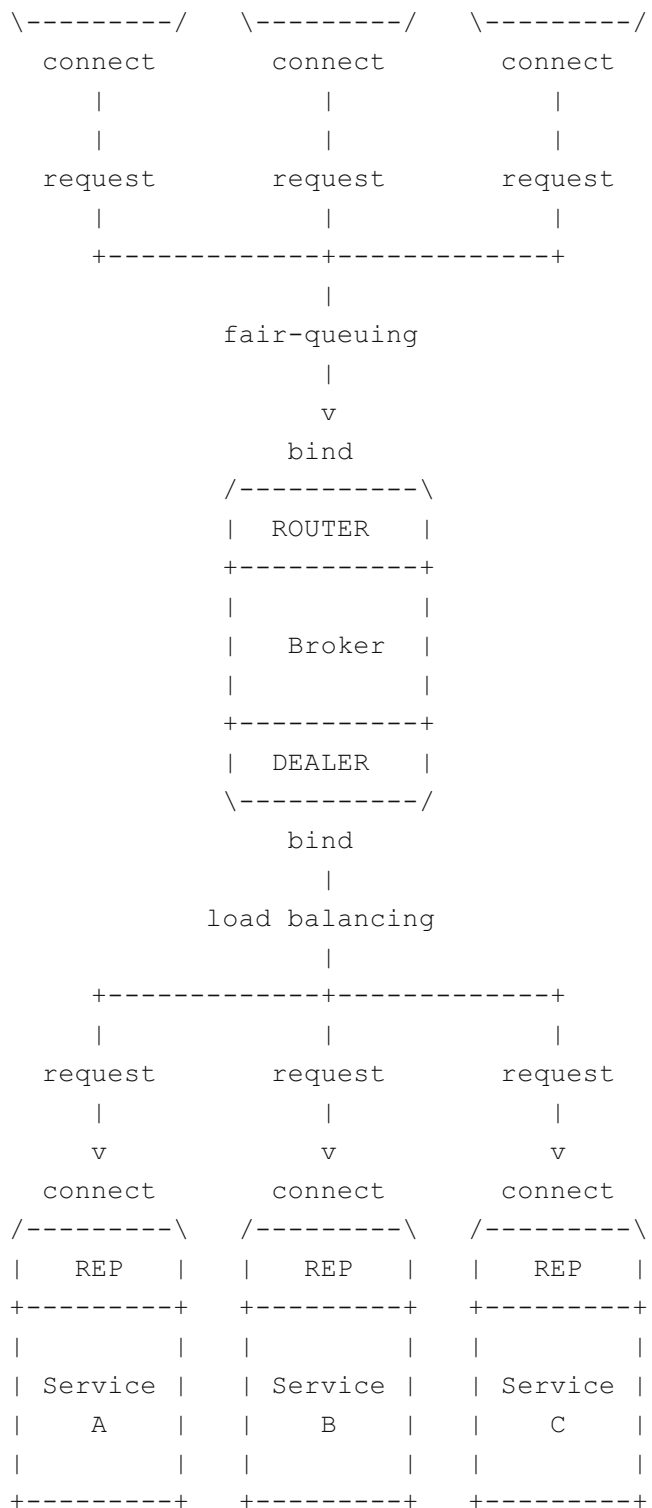 connect connect connect
request request request
fair-queuing
bind
ROUTER
Broker
DEALER
bind
load balancing
request request request
v v v
connect connect connect
REP REP REP
Service Service Service
A B C